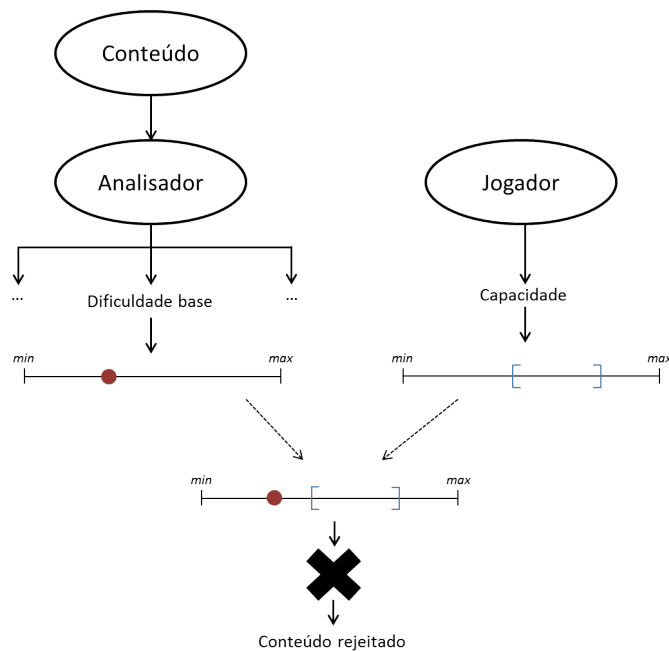 Conteúdo
Analisador
Jogador
...
Dificuldade base
...
Capacidade
min
max
min
max
min
max
Conteúdo rejeitado